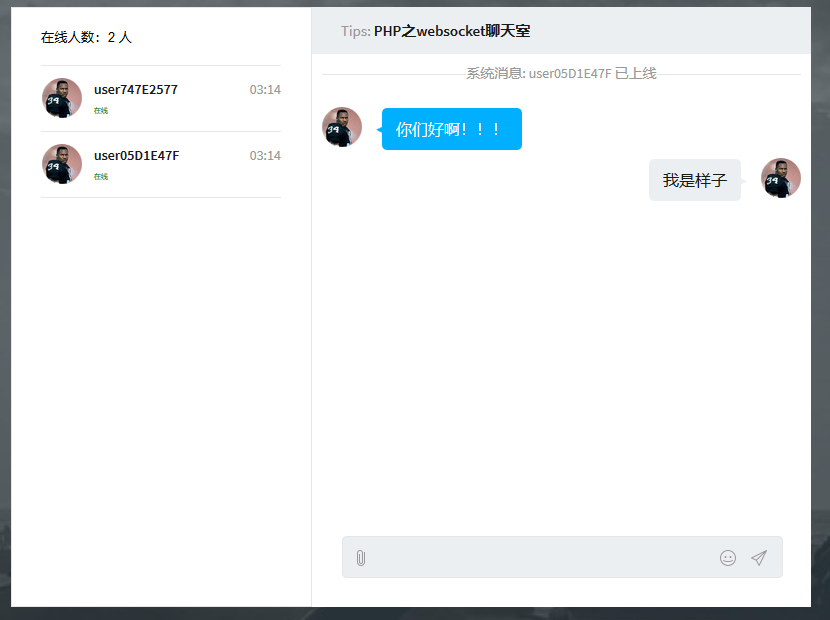 在线人数：2 人
user747E2577 03:14
在线
user05D1E47F 03:14
在线
Tips: PHP之websocket聊天室
系统消息: user05D1E47F 已上线
34
你们好啊！！！
我是样子
34